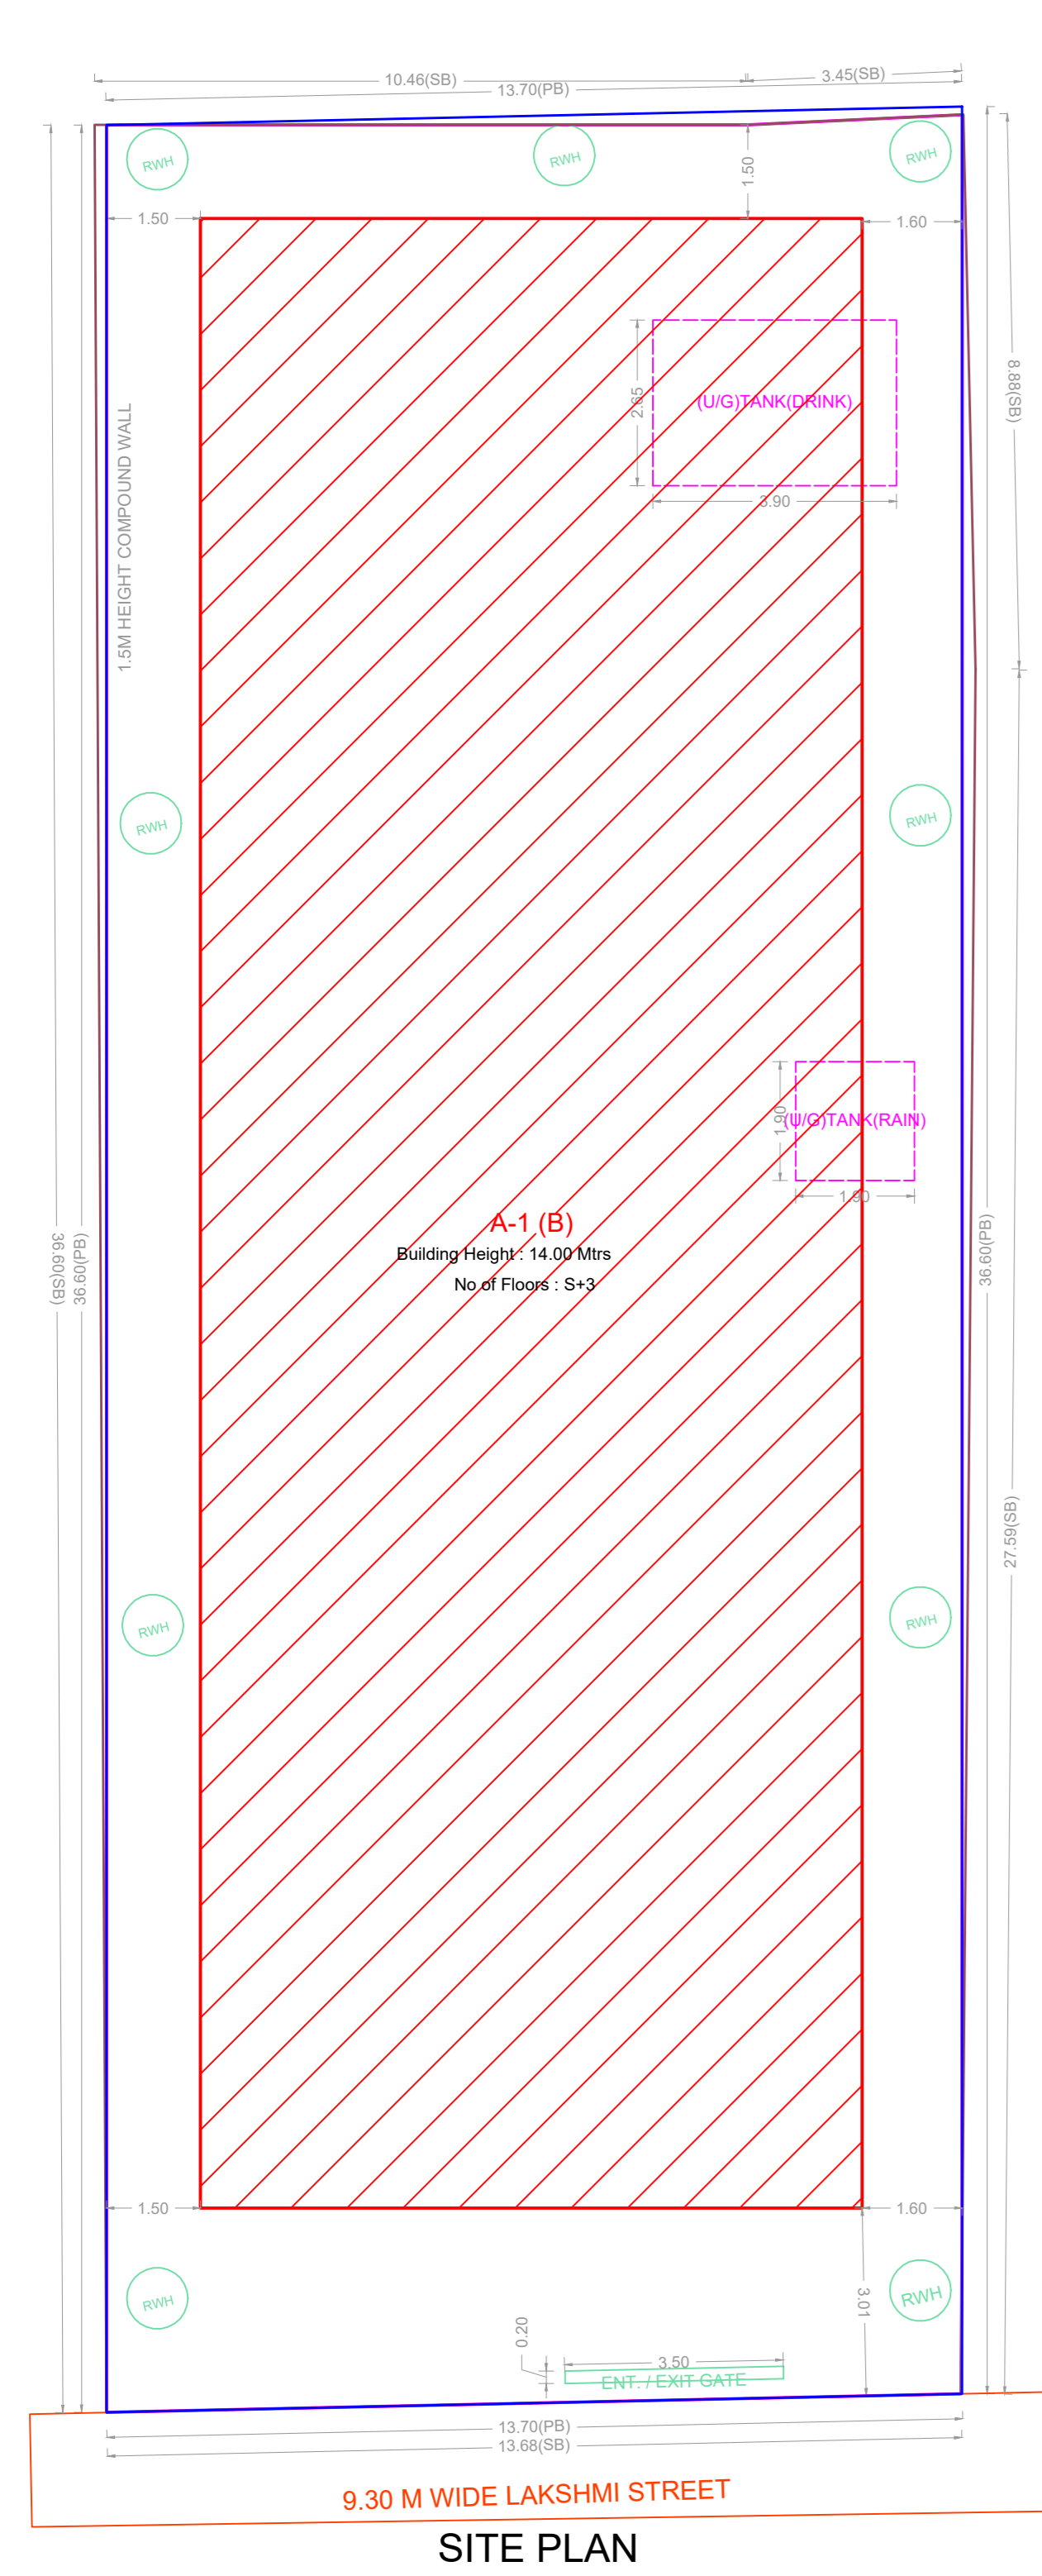 10.46(SB)
3.45(SB)
13.70(PB)
RWH
RWH
RWH
1.50
1.50
1.60
2.65
(U/G)TANK(DRINK)
3.90
8.88(SB)
1.5M HEIGHT COMPOUND WALL
RWH
RWH
1.90
(U/G)TANK(RAIN)
1.90
A-1 (B)
Building Height : 14.00 Mtrs
No of Floors : S+3
36.60(SB)
36.60(PB)
36.60(PB)
27.59(SB)
RWH
RWH
1.50
1.60
RWH
RWH
3.01
0.20
3.50
ENT. / EXIT GATE
13.70(PB)
13.68(SB)
9.30 M WIDE LAKSHMI STREET
SITE PLAN